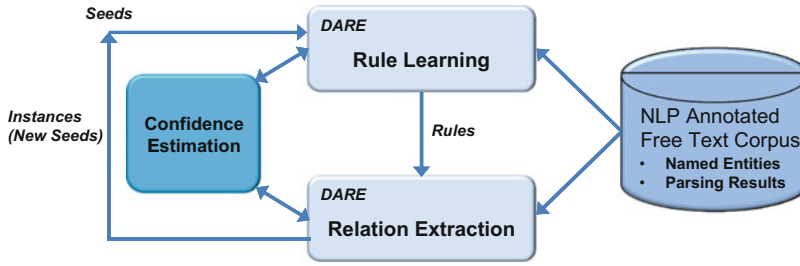 Seeds
DARE
Rule Learning
Instances
(New Seeds)
Confidence
Estimation
Rules
NLP Annotated
Free Text Corpus
• Named Entities
• Parsing Results
DARE
Relation Extraction